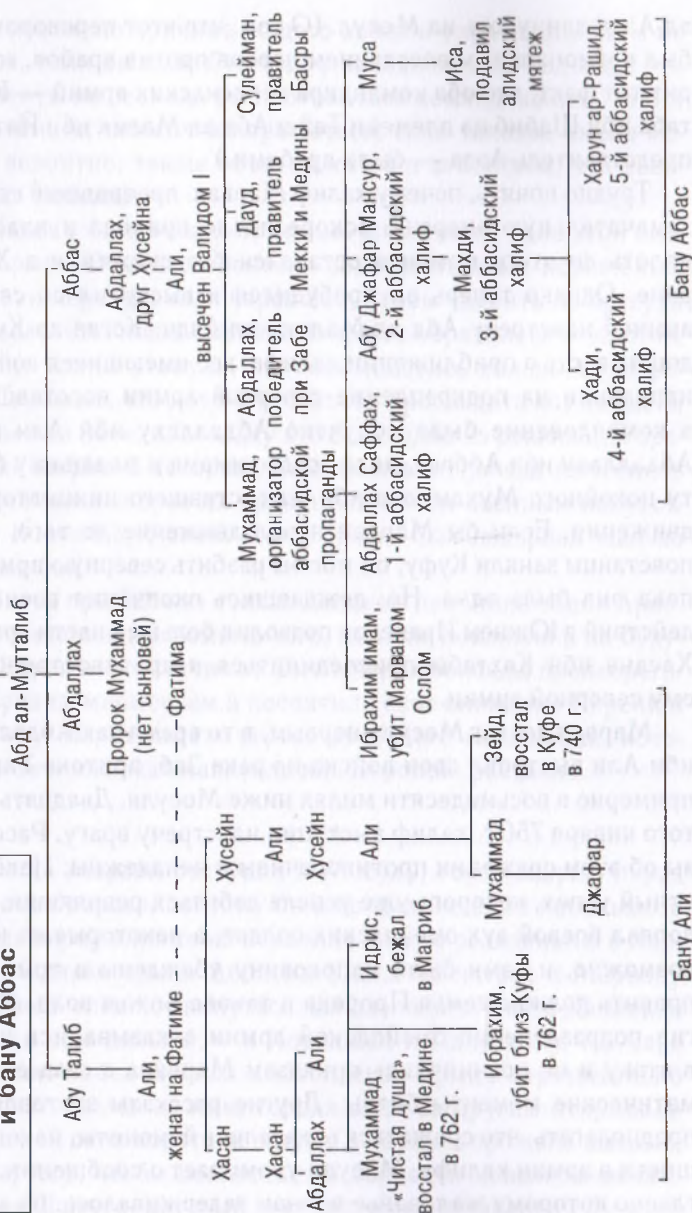 и бану Аббас
Абд ал-Мутталиб
Абу Талиб
Абдаллах
Аббас
Али,
женат на Фатиме
Пророк Мухаммад
(нет сыновей)
Фатима
Абдаллах,
друг Хусейна
Али,
высечен Валидом
Хасан
Хусейн
Хасан
Али
Абдаллах
Али
Хусейн
Мухаммад,
организатор
аббасидской
пропаганды
Абдаллах,
победитель
при Забе
Дауд,
правитель
Мекки и Медины
Сулейман,
правитель
Басры
Мухаммад
«Чистая душа»,
восстал в Медине
в 762 г.
Идрис,
бежал
в Магриб
Али
Ибрахим имам
убит Марваном
Ослом
Абдаллах Саффах,
1-й аббасидский
халиф
Абу Джафар Мансур,
2-й аббасидский
халиф
Муса
Ибрахим,
убит близ Куфы
в 762 г.
Мухаммад
Зейд,
восстал
в Куфе
в 740 г.
Махди,
3-й аббасидский
халиф
Иса,
подавил
алидский
мятеж
Джафар
Хади,
4-й аббасидский
халиф
Харун ар-Рашид,
5-й аббасидский
халиф
Бану Али
Бану Аббас